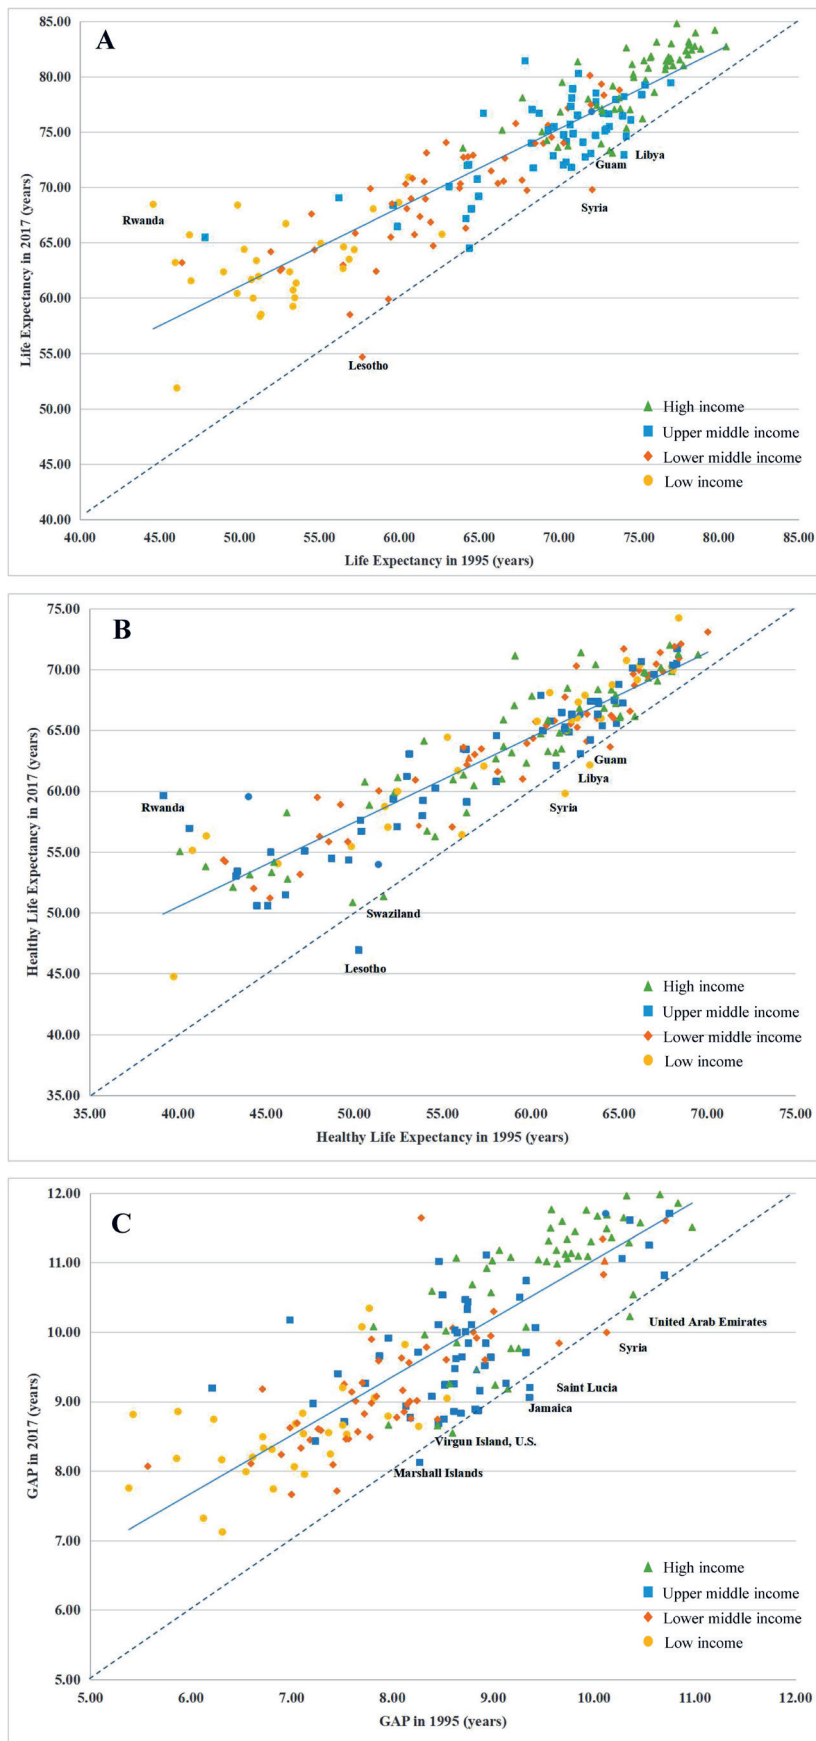 A
85.00
80.00
75.00
70.00
65.00
60.00
55.00
50.00
45.00
40.00
Life Expectancy in 2017 (years)
Rwanda
Libya
Guam
Syria
Lesotho
High income
Upper middle income
Lower middle income
Low income
40.00 45.00 50.00 55.00 60.00 65.00 70.00 75.00 80.00 85.00
Life Expectancy in 1995 (years)
B
75.00
70.00
65.00
60.00
55.00
50.00
45.00
40.00
35.00
Healthy Life Expectancy in 2017 (years)
Guam
Libya
Rwanda
Syria
Swaziland
Lesotho
High income
Upper middle income
Lower middle income
Low income
35.00 40.00 45.00 50.00 55.00 60.00 65.00 70.00 75.00
Healthy Life Expectancy in 1995 (years)
C
12.00
11.00
10.00
9.00
8.00
7.00
6.00
5.00
GAP in 2017 (years)
United Arab Emirates
Syria
Saint Lucia
Jamaica
Virgun Island, U.S.
Marshall Islands
High income
Upper middle income
Lower middle income
Low income
5.00 6.00 7.00 8.00 9.00 10.00 11.00 12.00
GAP in 1995 (years)